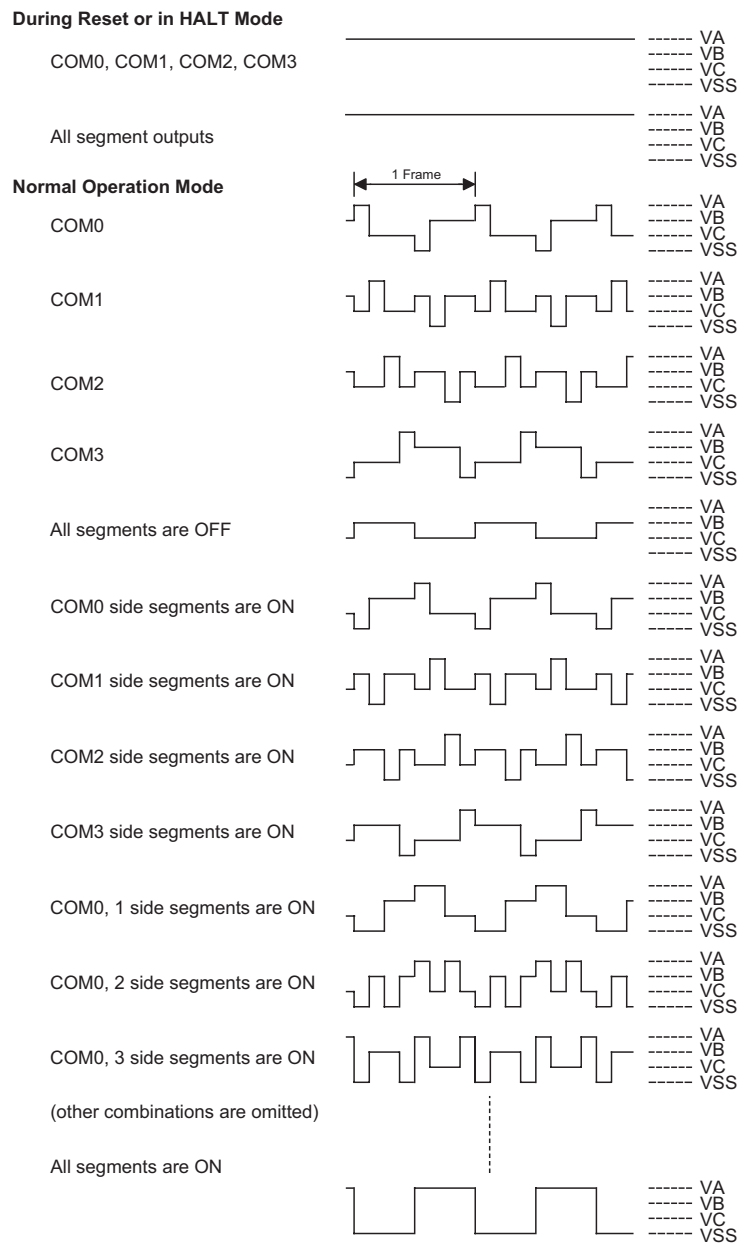 During Reset or in HALT Mode
COM0, COM1, COM2, COM3
VA
VB
VC
VSS
All segment outputs
VA
VB
VC
VSS
Normal Operation Mode
1 Frame
COM0
VA
VB
VC
VSS
COM1
VA
VB
VC
VSS
COM2
VA
VB
VC
VSS
COM3
VA
VB
VC
VSS
All segments are OFF
VA
VB
VC
VSS
COM0 side segments are ON
VA
VB
VC
VSS
COM1 side segments are ON
VA
VB
VC
VSS
COM2 side segments are ON
VA
VB
VC
VSS
COM3 side segments are ON
VA
VB
VC
VSS
COM0, 1 side segments are ON
VA
VB
VC
VSS
COM0, 2 side segments are ON
VA
VB
VC
VSS
COM0, 3 side segments are ON
VA
VB
VC
VSS
(other combinations are omitted)
All segments are ON
VA
VB
VC
VSS